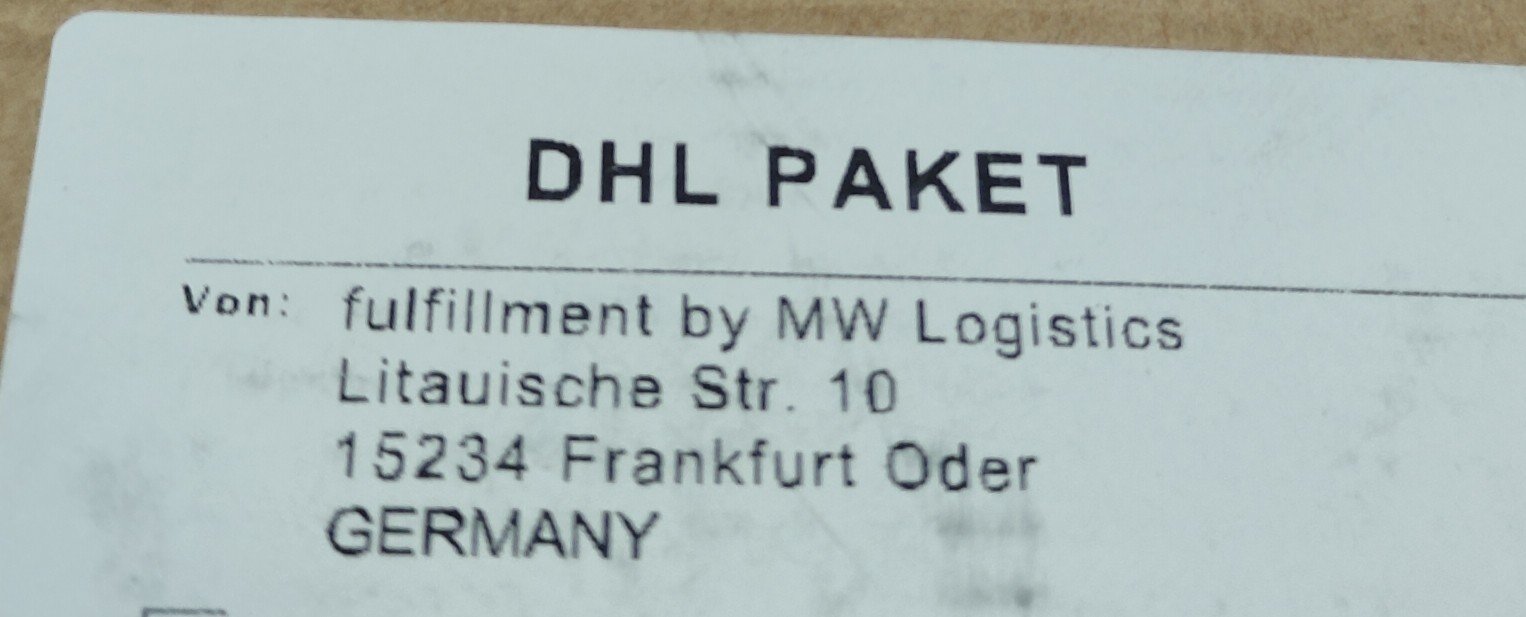 DHL PAKET
Von: fulfillment by MW Logistics
Litauische Str. 10
15234 Frankfurt Oder
GERMANY